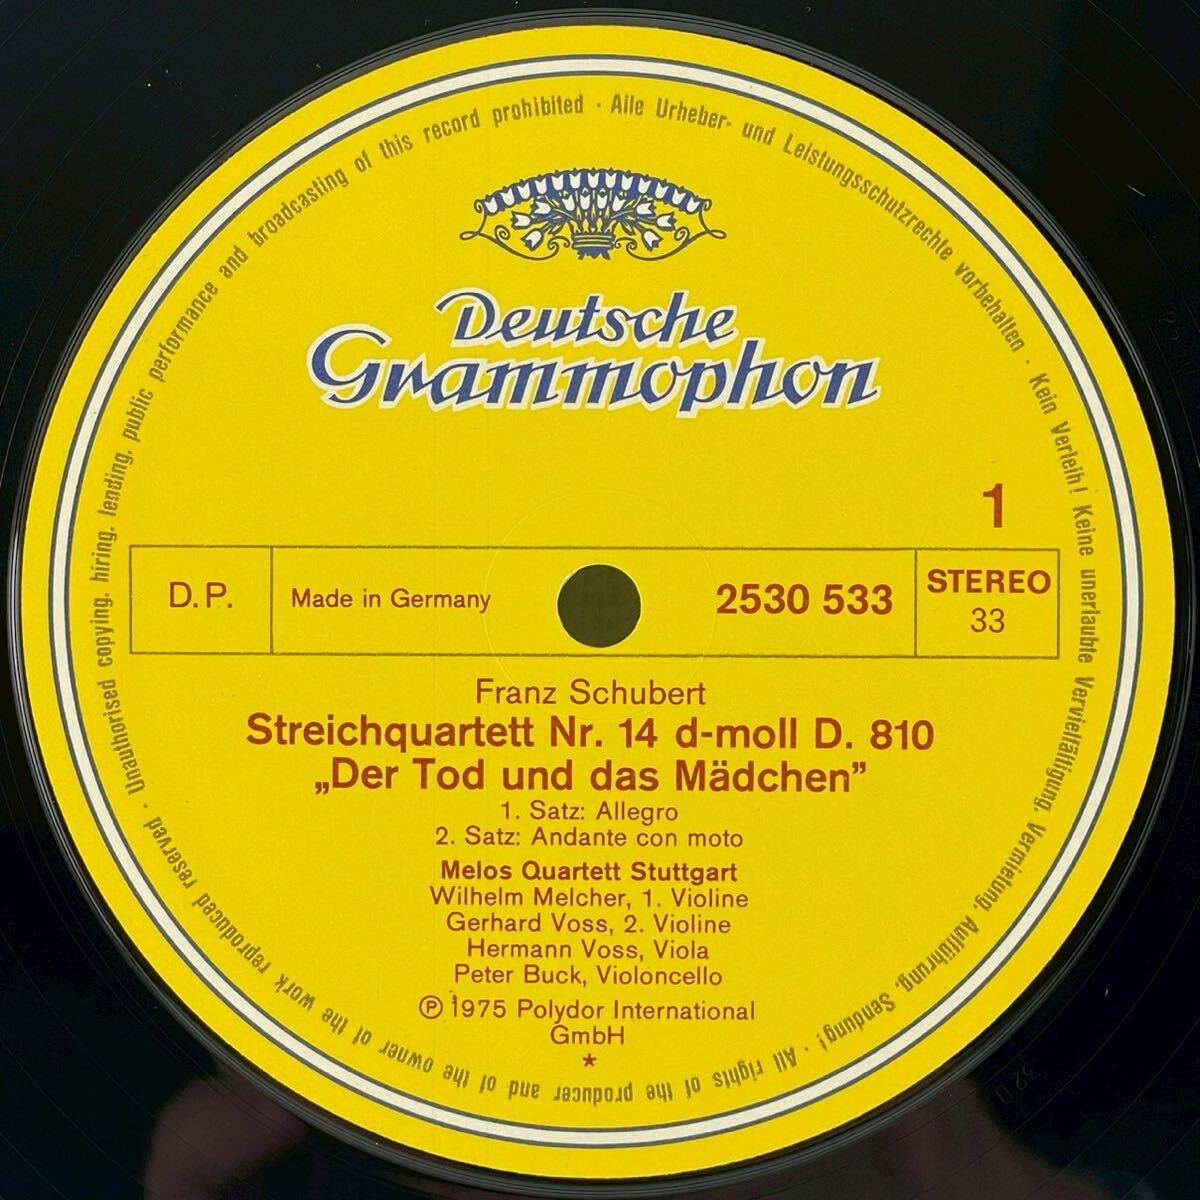 Deutsche
Grammophon
1
D.P.
Made in Germany
2530 533
STEREO
33
Franz Schubert
Streichquartett Nr. 14 d-moll D. 810
„Der Tod und das Mädchen”
1. Satz: Allegro
2. Satz: Andante con moto
Melos Quartett Stuttgart
Wilhelm Melcher, 1. Violine
Gerhard Voss, 2. Violine
Hermann Voss, Viola
Peter Buck, Violoncello
Ⓟ 1975 Polydor International
GmbH
*
Alle Urheber- und Leistungsschutzrechte vorbehalten · Kein Verleih! Keine unerlaubte Vervielfältigung, Vermietung, Aufführung, Sendung! · All rights of the producer and of the owner of the work reproduced reserved · Unauthorised copying, hiring, lending, public performance and broadcasting of this record prohibited ·